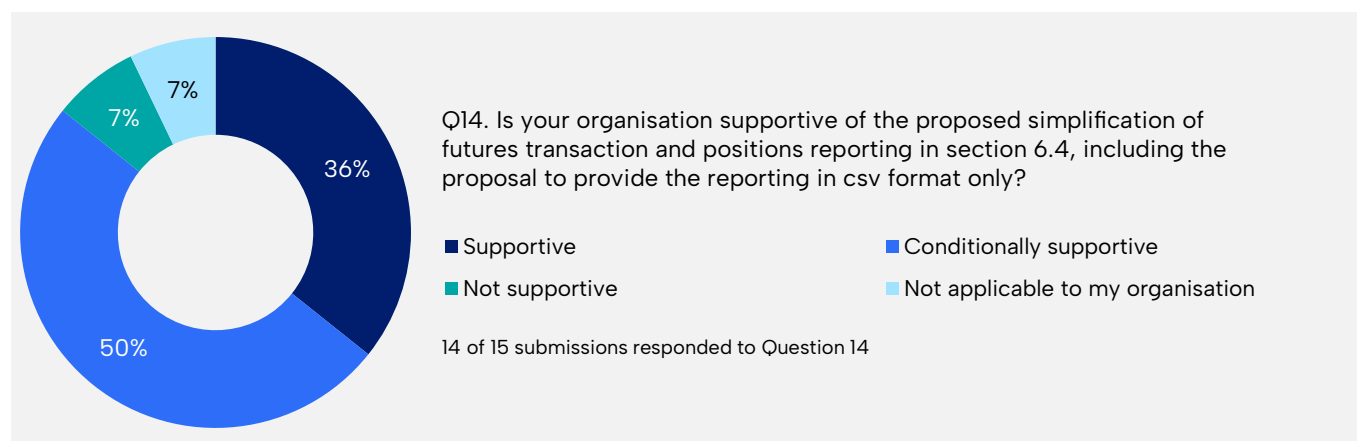 7%
7%
36%
50%
Q14. Is your organisation supportive of the proposed simplification of
futures transaction and positions reporting in section 6.4, including the
proposal to provide the reporting in csv format only?
Supportive
Conditionally supportive
Not supportive
Not applicable to my organisation
14 of 15 submissions responded to Question 14